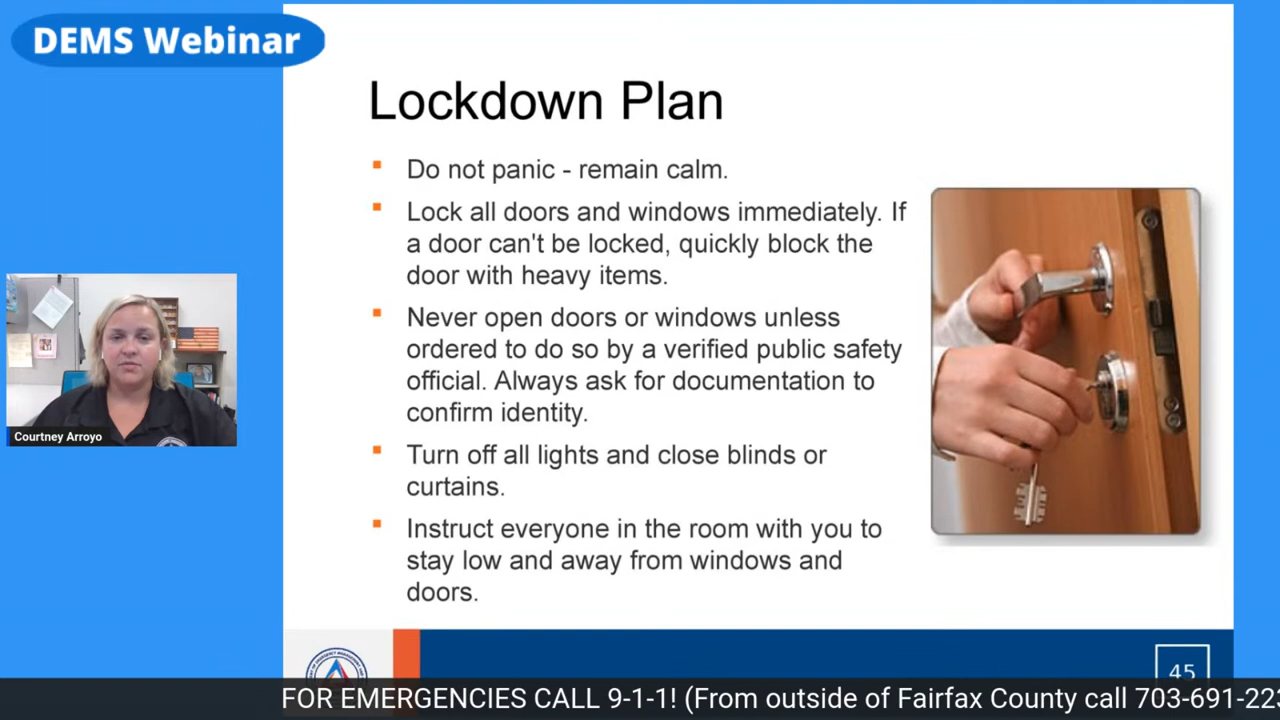 DEMS Webinar
Lockdown Plan
Do not panic - remain calm.
Lock all doors and windows immediately. If
a door can't be locked, quickly block the
door with heavy items.
Never open doors or windows unless
ordered to do so by a verified public safety
official. Always ask for documentation to
confirm identity.
Turn off all lights and close blinds or
curtains.
Instruct everyone in the room with you to
stay low and away from windows and
doors.
Courtney Arroyo
45
FOR EMERGENCIES CALL 9-1-1! (From outside of Fairfax County call 703-691-223